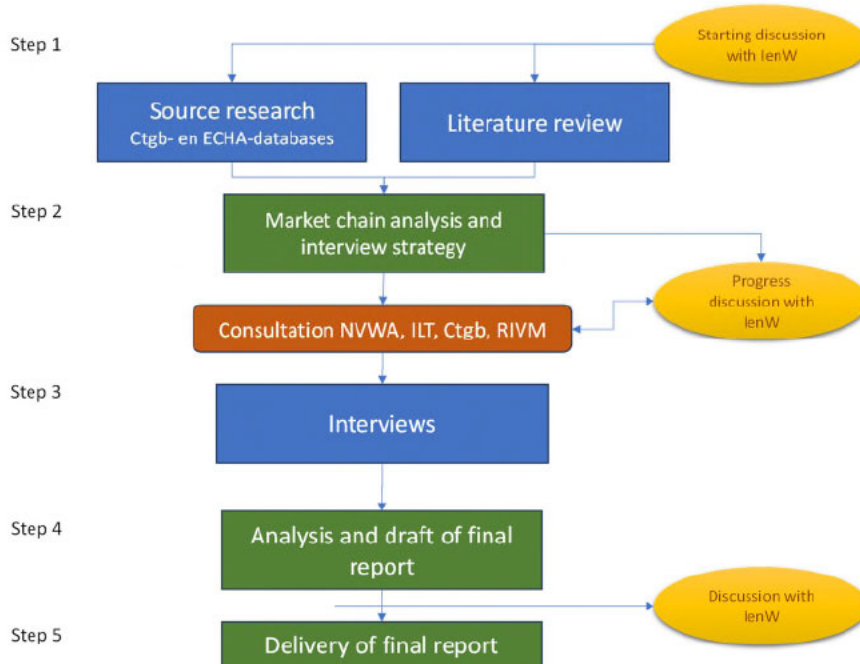 Step 1
Starting discussion
with IenW
Source research
Ctgb- en ECHA-databases
Literature review
Step 2
Market chain analysis and
interview strategy
Progress
discussion with
IenW
Consultation NVWA, ILT, Ctgb, RIVM
Step 3
Interviews
Step 4
Analysis and draft of final
report
Discussion with
IenW
Step 5
Delivery of final report